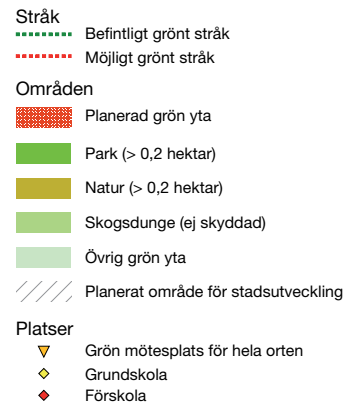 Stråk
Befintligt grönt stråk
Möjligt grönt stråk
Områden
Planerad grön yta
Park (> 0,2 hektar)
Natur (> 0,2 hektar)
Skogsdunge (ej skyddad)
Övrig grön yta
Planerat område för stadsutveckling
Platser
Grön mötesplats för hela orten
Grundskola
Förskola